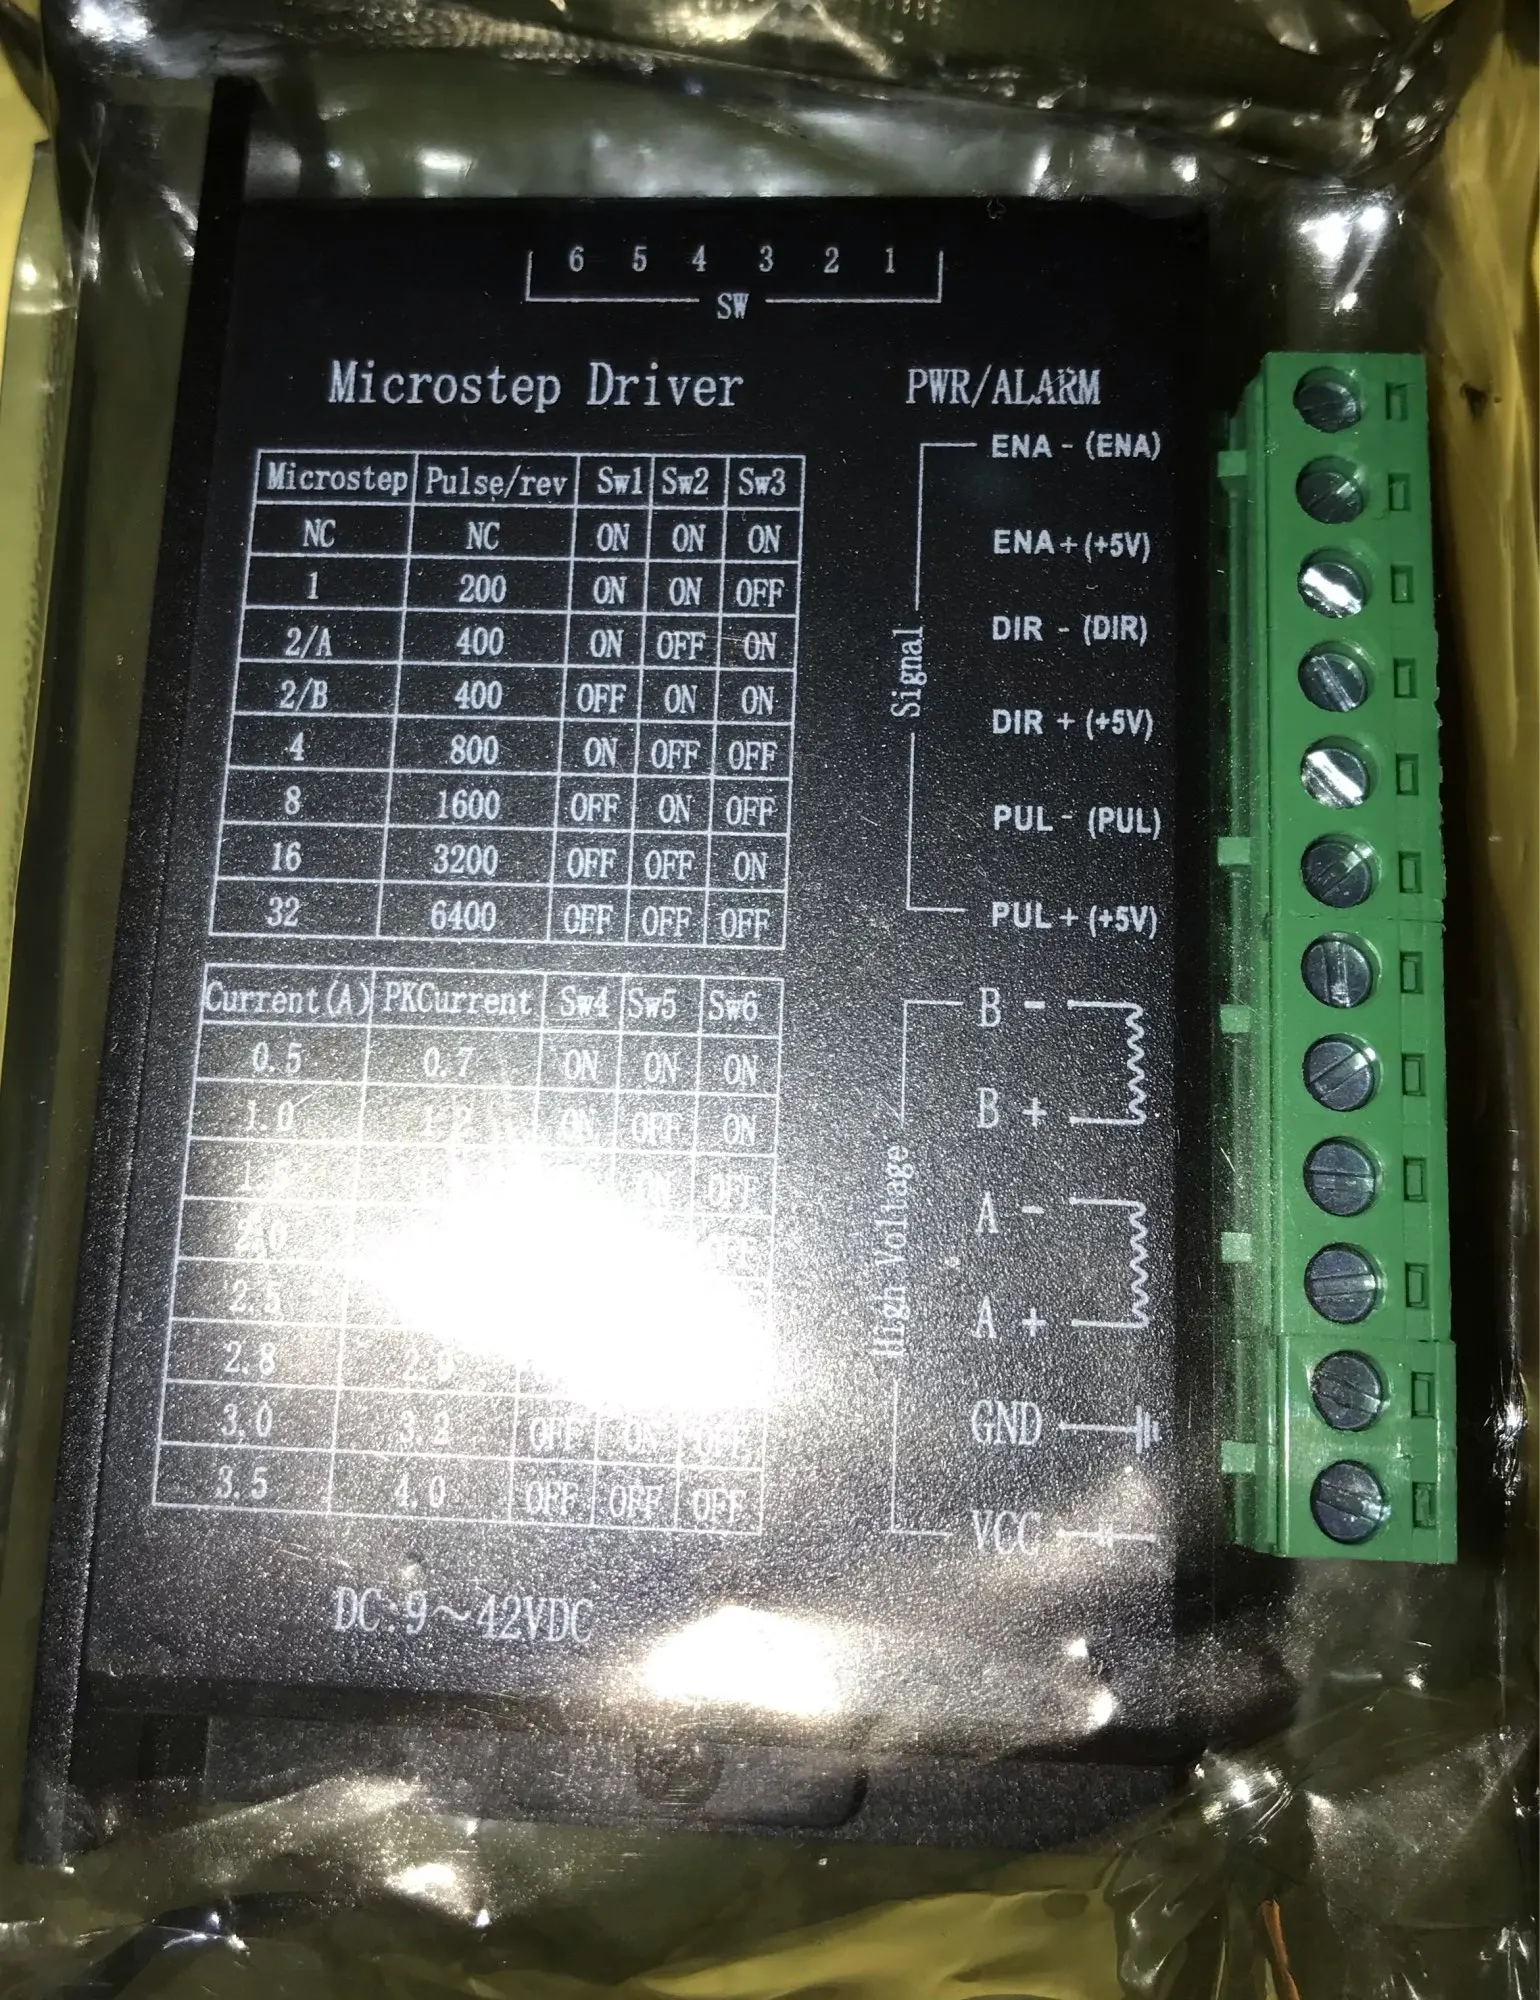 6 5 4 3 2 1
SW
Microstep Driver
PWR/ALARM
Microstep Pulse/rev Sw1 Sw2 Sw3
NC NC ON ON ON
1 200 ON ON OFF
2/A 400 ON OFF ON
2/B 400 OFF ON ON
4 800 ON OFF OFF
8 1600 OFF ON OFF
16 3200 OFF OFF ON
32 6400 OFF OFF OFF
Current(A) PKCurrent Sw4 Sw5 Sw6
0.5 0.7 ON ON ON
1.0 ON OFF ON
ON OFF
2.0 OFF
2.5
2.8
3.0 3.2 OFF ON OFF
3.5 4.0 OFF OFF OFF
DC:9~42VDC
Signal
ENA - (ENA)
ENA + (+5V)
DIR - (DIR)
DIR + (+5V)
PUL - (PUL)
PUL + (+5V)
High Voltage
B -
B +
A -
A +
GND
VCC